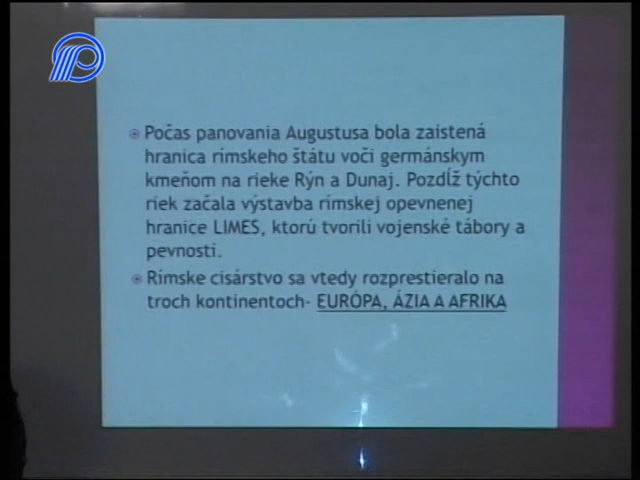 Počas panovania Augustusa bola zaistená
hranica rímskeho štátu voči germánskym
kmeňom na rieke Rýn a Dunaj. Pozdĺž týchto
riek začala výstavba rímskej opevnenej
hranice LIMES, ktorú tvorili vojenské tábory a
pevnosti.
Rímske cisárstvo sa vtedy rozprestieralo na
troch kontinentoch- EURÓPA, ÁZIA A AFRIKA